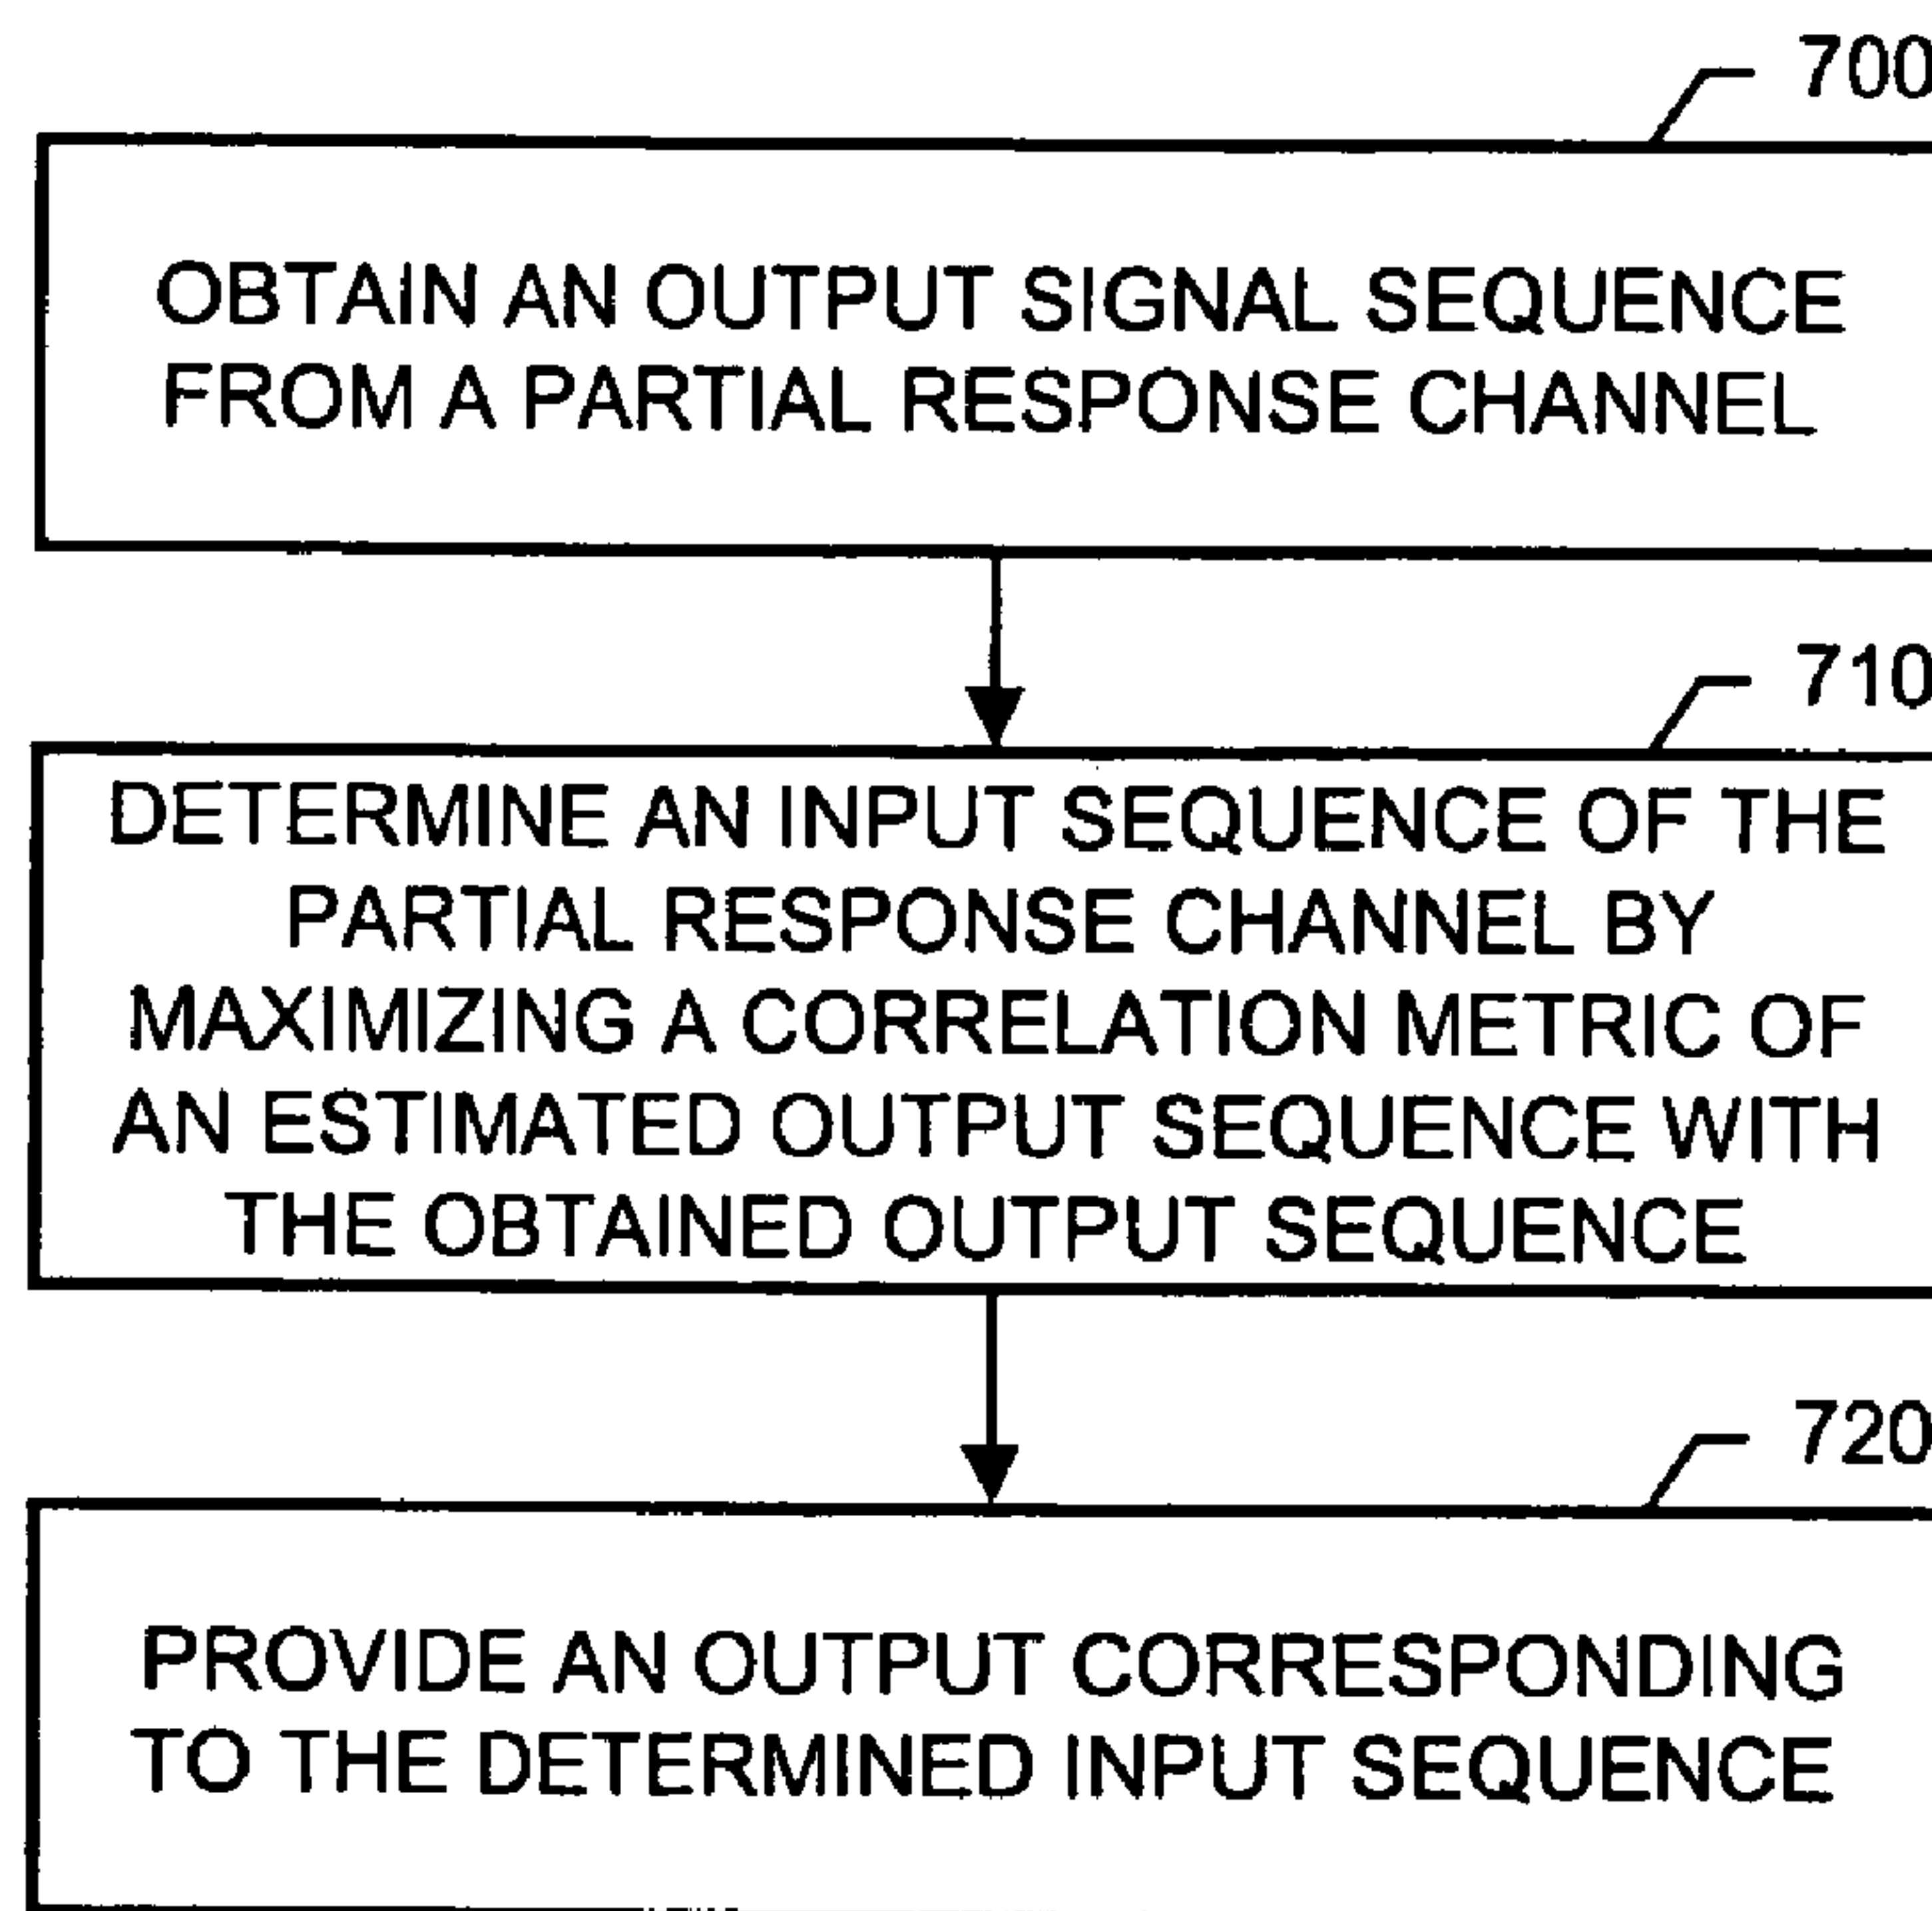 700
OBTAIN AN OUTPUT SIGNAL SEQUENCE
FROM A PARTIAL RESPONSE CHANNEL
710
DETERMINE AN INPUT SEQUENCE OF THE
PARTIAL RESPONSE CHANNEL BY
MAXIMIZING A CORRELATION METRIC OF
AN ESTIMATED OUTPUT SEQUENCE WITH
THE OBTAINED OUTPUT SEQUENCE
720
PROVIDE AN OUTPUT CORRESPONDING
TO THE DETERMINED INPUT SEQUENCE